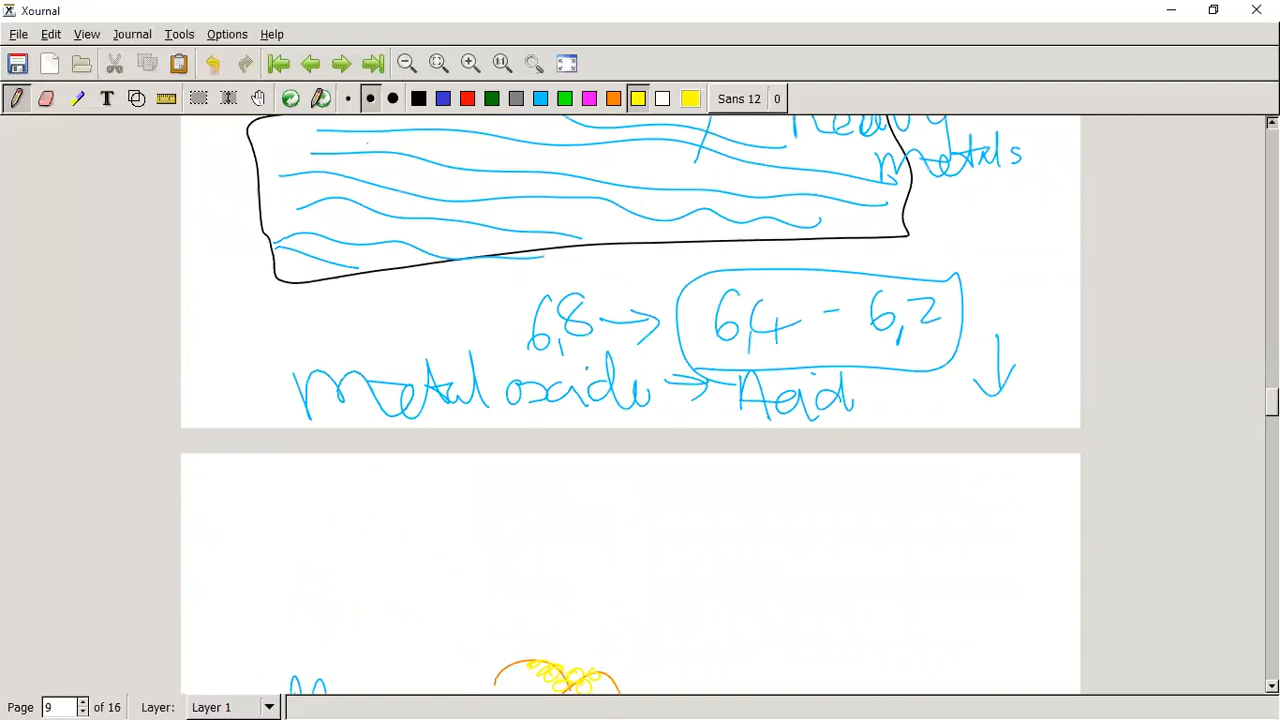 Xournal
File Edit View Journal Tools Options Help
Sans 12 0
Heavy
metals
6,8 → 6,4 - 6,2
Metal oxide → Acid ↓
Page 9 of 16 Layer: Layer 1